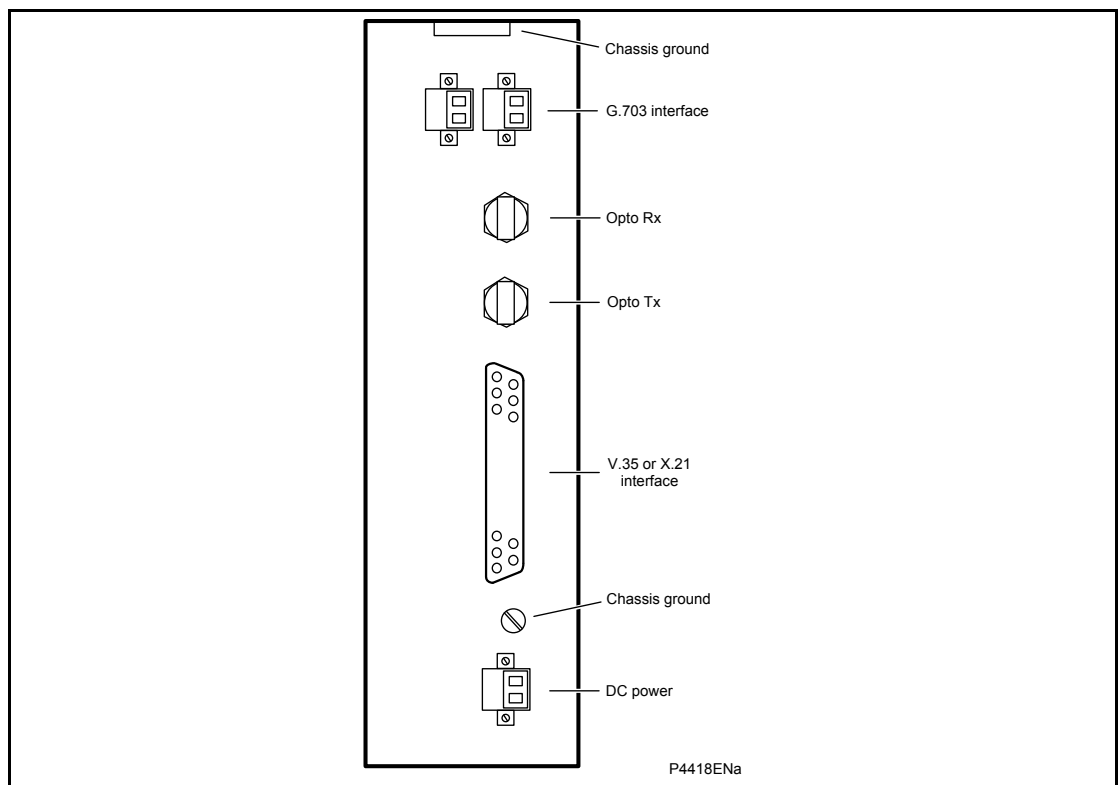 Chassis ground
G.703 interface
Opto Rx
Opto Tx
V.35 or X.21
interface
Chassis ground
DC power
P4418ENa